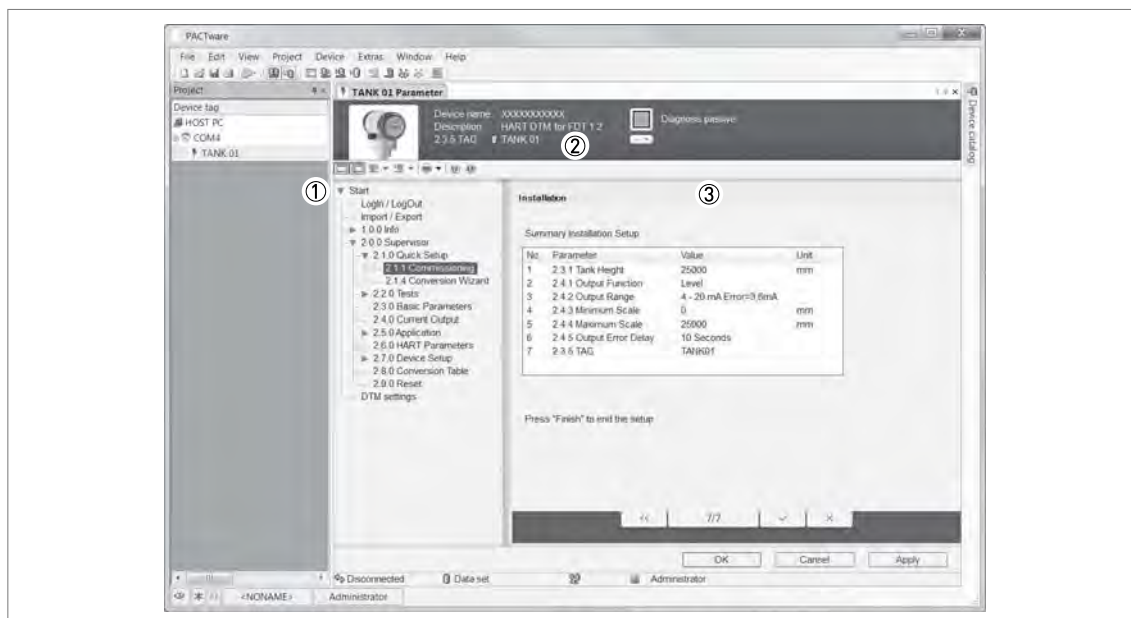 PACTware
File Edit View Project Device Extras Window Help
Project
TANK 01 Parameter
Device tag
HOST PC
COM4
TANK 01
Device name XXXXXXXXXXX
Description HART DTM for FDT 1.2
2.3.5 TAG TANK 01
Diagnosis passive
②
Device catalog
①
Start
LogIn / LogOut
Import / Export
1.0.0 Info
2.0.0 Supervisor
2.1.0 Quick Setup
2.1.1 Commissioning
2.1.4 Conversion Wizard
2.2.0 Tests
2.3.0 Basic Parameters
2.4.0 Current Output
2.5.0 Application
2.6.0 HART Parameters
2.7.0 Device Setup
2.8.0 Conversion Table
2.9.0 Reset
DTM settings
③
Installation
Summary Installation Setup
No. Parameter Value Unit
1 2.3.1 Tank Height 25000 mm
2 2.4.1 Output Function Level
3 2.4.2 Output Range 4 - 20 mA Error=3.6mA
4 2.4.3 Minimum Scale 0 mm
5 2.4.4 Maximum Scale 25000 mm
6 2.4.5 Output Error Delay 10 Seconds
7 2.3.5 TAG TANK01
Press "Finish" to end the setup
<< 7/7
OK Cancel Apply
Disconnected Data set Administrator
<NONAME> Administrator